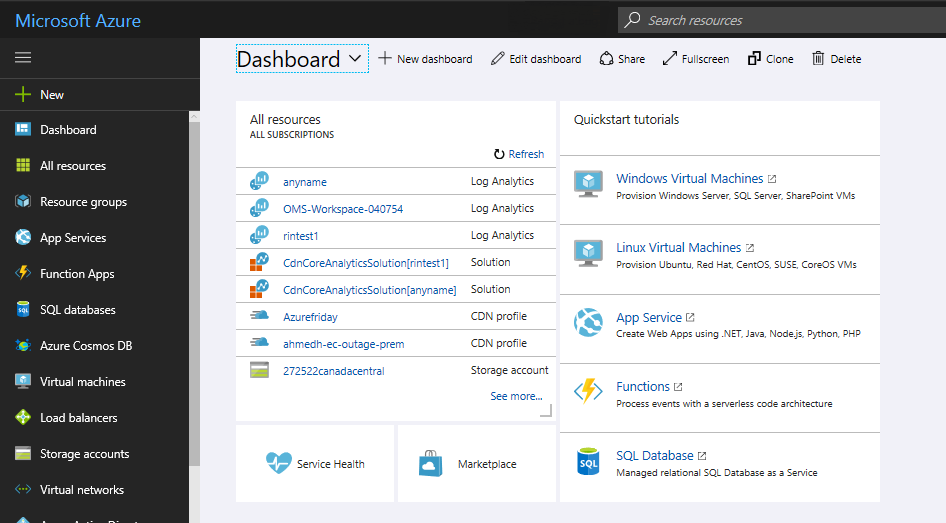 Microsoft Azure
Search resources
New
Dashboard
All resources
Resource groups
App Services
Function Apps
SQL databases
Azure Cosmos DB
Virtual machines
Load balancers
Storage accounts
Virtual networks
Dashboard
New dashboard
Edit dashboard
Share
Fullscreen
Clone
Delete
All resources
ALL SUBSCRIPTIONS
Refresh
anyname Log Analytics
OMS-Workspace-040754 Log Analytics
rintest1 Log Analytics
CdnCoreAnalyticsSolution[rintest1] Solution
CdnCoreAnalyticsSolution[anyname] Solution
Azurefriday CDN profile
ahmedh-ec-outage-prem CDN profile
272522canadacentral Storage account
See more...
Service Health
Marketplace
Quickstart tutorials
Windows Virtual Machines
Provision Windows Server, SQL Server, SharePoint VMs
Linux Virtual Machines
Provision Ubuntu, Red Hat, CentOS, SUSE, CoreOS VMs
App Service
Create Web Apps using .NET, Java, Node.js, Python, PHP
Functions
Process events with a serverless code architecture
SQL
SQL Database
Managed relational SQL Database as a Service